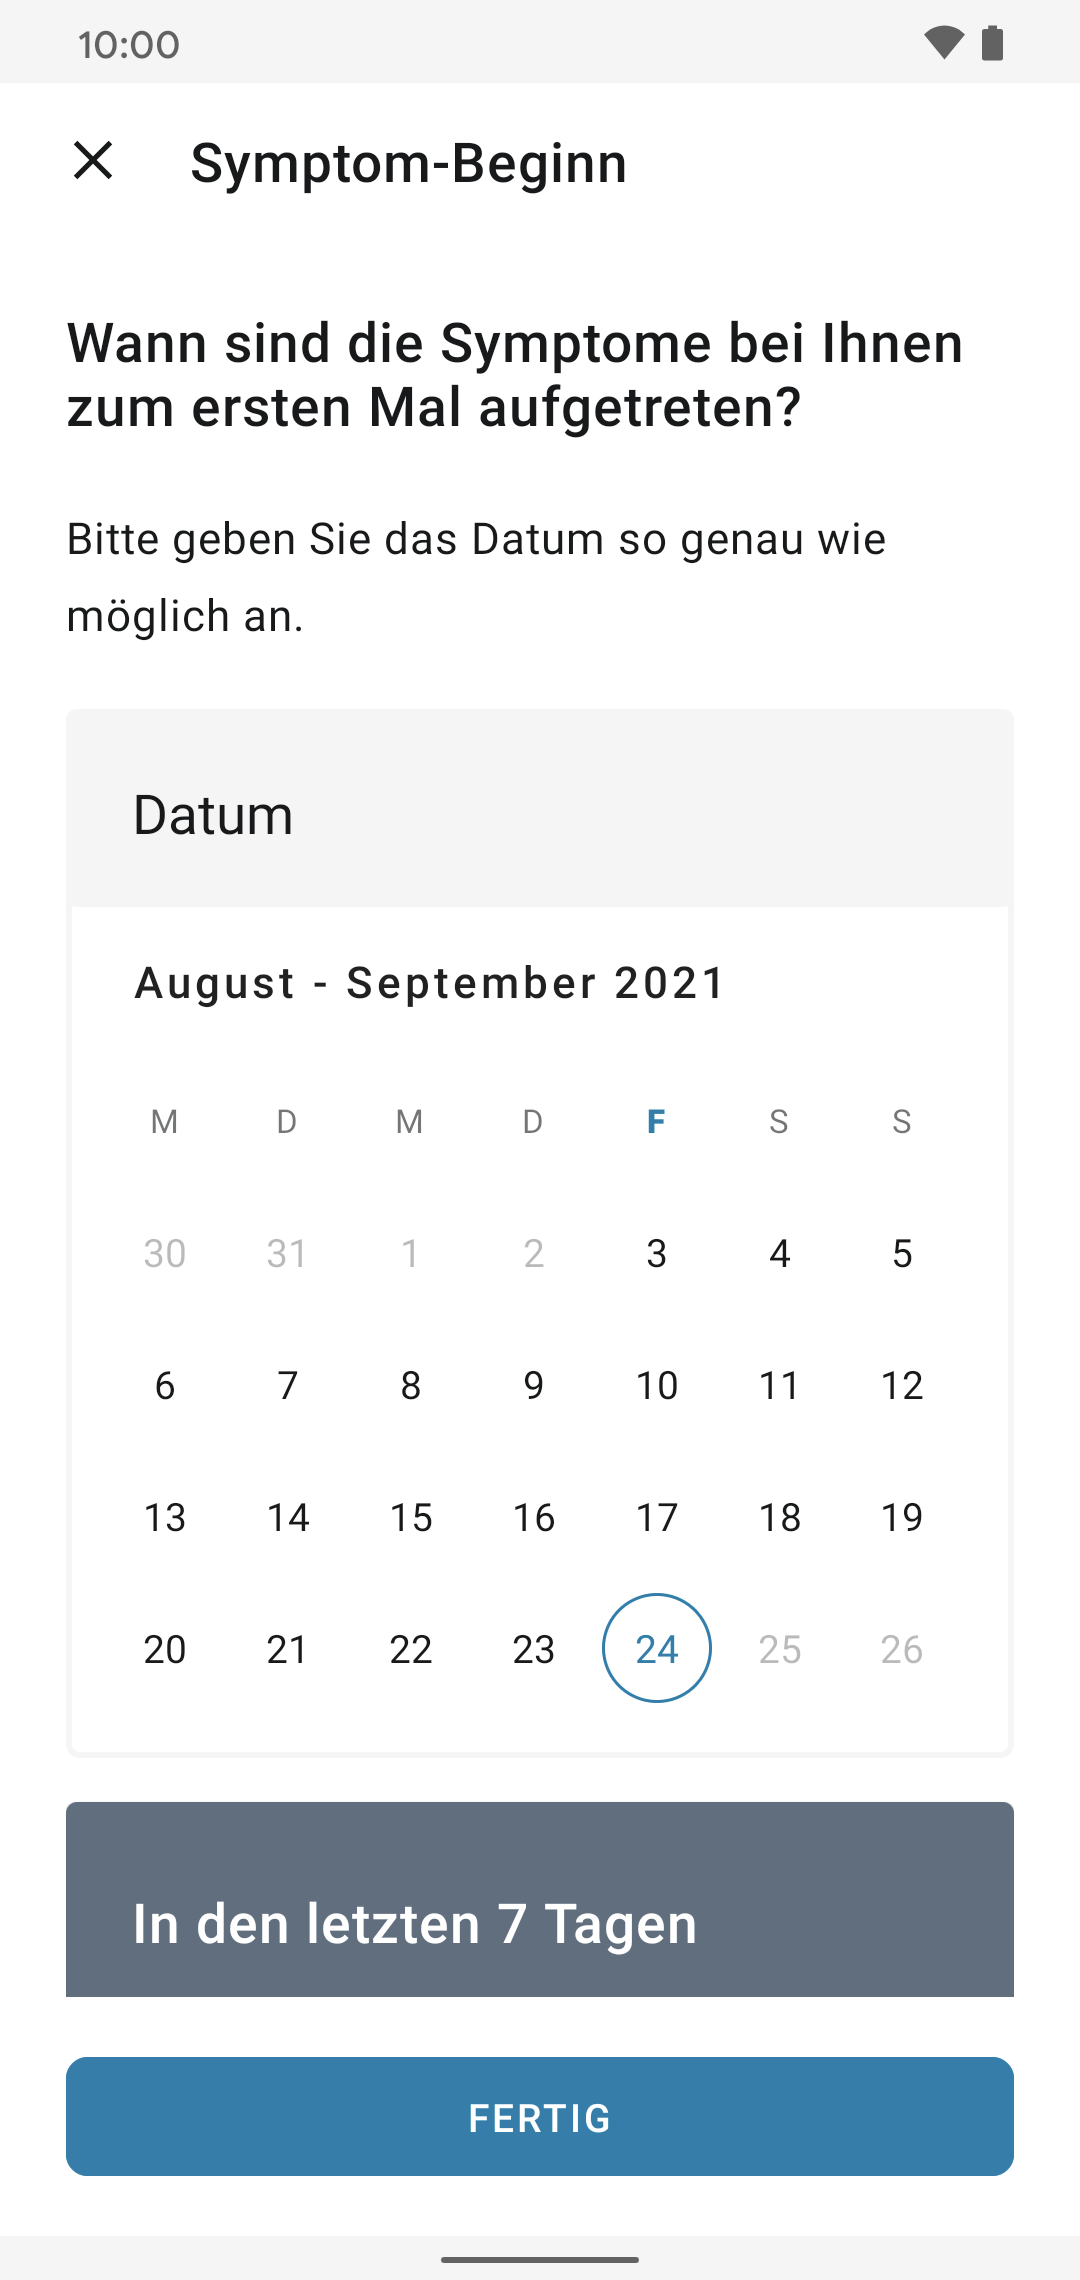 10:00
Symptom-Beginn
Wann sind die Symptome bei Ihnen
zum ersten Mal aufgetreten?
Bitte geben Sie das Datum so genau wie
möglich an.
Datum
August - September 2021
M D M D F S S
30 31 1 2 3 4 5
6 7 8 9 10 11 12
13 14 15 16 17 18 19
20 21 22 23 24 25 26
In den letzten 7 Tagen
FERTIG